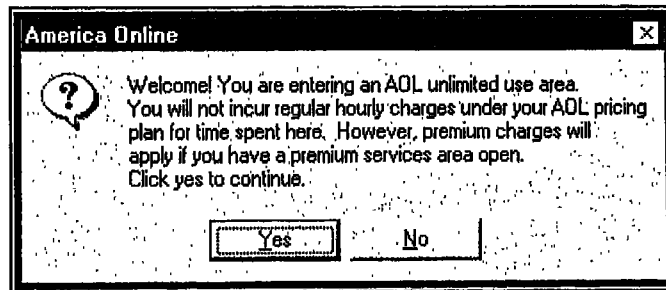 America Online
Welcome! You are entering an AOL unlimited use area.
You will not incur regular hourly charges under your AOL pricing
plan for time spent here. However, premium charges will
apply if you have a premium services area open.
Click yes to continue.
Yes
No